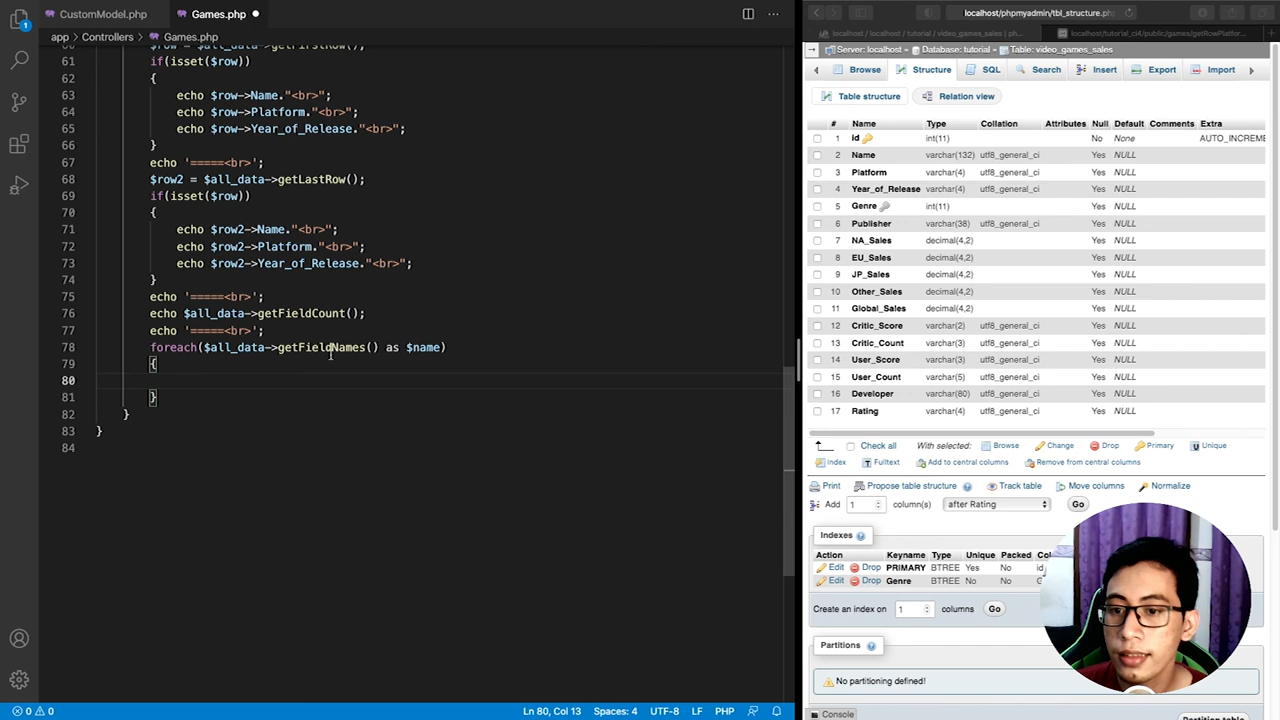 CustomModel.php
Games.php
app > Controllers > Games.php
60 $row = $all_data->getFirstRow();
61 if(isset($row))
62 {
63 echo $row->Name."<br>";
64 echo $row->Platform."<br>";
65 echo $row->Year_of_Release."<br>";
66 }
67 echo '=====<br>';
68 $row2 = $all_data->getLastRow();
69 if(isset($row))
70 {
71 echo $row2->Name."<br>";
72 echo $row2->Platform."<br>";
73 echo $row2->Year_of_Release."<br>";
74 }
75 echo '=====<br>';
76 echo $all_data->getFieldCount();
77 echo '=====<br>';
78 foreach($all_data->getFieldNames() as $name)
79 {
80
81 }
82 }
83 }
84
1
0 0 Ln 80, Col 13 Spaces: 4 UTF-8 LF PHP
localhost/phpmyadmin/tbl_structure.php
localhost / localhost / tutorial / video_games_sales | phpM...
localhost/tutorial_ci4/public/games/getRowPlatfor...
Server: localhost » Database: tutorial » Table: video_games_sales
Browse Structure SQL Search Insert Export Import
Table structure Relation view
# Name Type Collation Attributes Null Default Comments Extra
1 id int(11) No None AUTO_INCREME
2 Name varchar(132) utf8_general_ci Yes NULL
3 Platform varchar(4) utf8_general_ci Yes NULL
4 Year_of_Release varchar(4) utf8_general_ci Yes NULL
5 Genre int(11) Yes NULL
6 Publisher varchar(38) utf8_general_ci Yes NULL
7 NA_Sales decimal(4,2) Yes NULL
8 EU_Sales decimal(4,2) Yes NULL
9 JP_Sales decimal(4,2) Yes NULL
10 Other_Sales decimal(4,2) Yes NULL
11 Global_Sales decimal(4,2) Yes NULL
12 Critic_Score varchar(2) utf8_general_ci Yes NULL
13 Critic_Count varchar(3) utf8_general_ci Yes NULL
14 User_Score varchar(3) utf8_general_ci Yes NULL
15 User_Count varchar(5) utf8_general_ci Yes NULL
16 Developer varchar(80) utf8_general_ci Yes NULL
17 Rating varchar(4) utf8_general_ci Yes NULL
Check all With selected: Browse Change Drop Primary Unique
Index Fulltext Add to central columns Remove from central columns
Print Propose table structure Track table Move columns Normalize
Add 1 column(s) after Rating Go
Indexes
Action Keyname Type Unique Packed Co
Edit Drop PRIMARY BTREE Yes No id
Edit Drop Genre BTREE No No G
Create an index on 1 columns Go
Partitions
No partitioning defined!
Console
Partition table